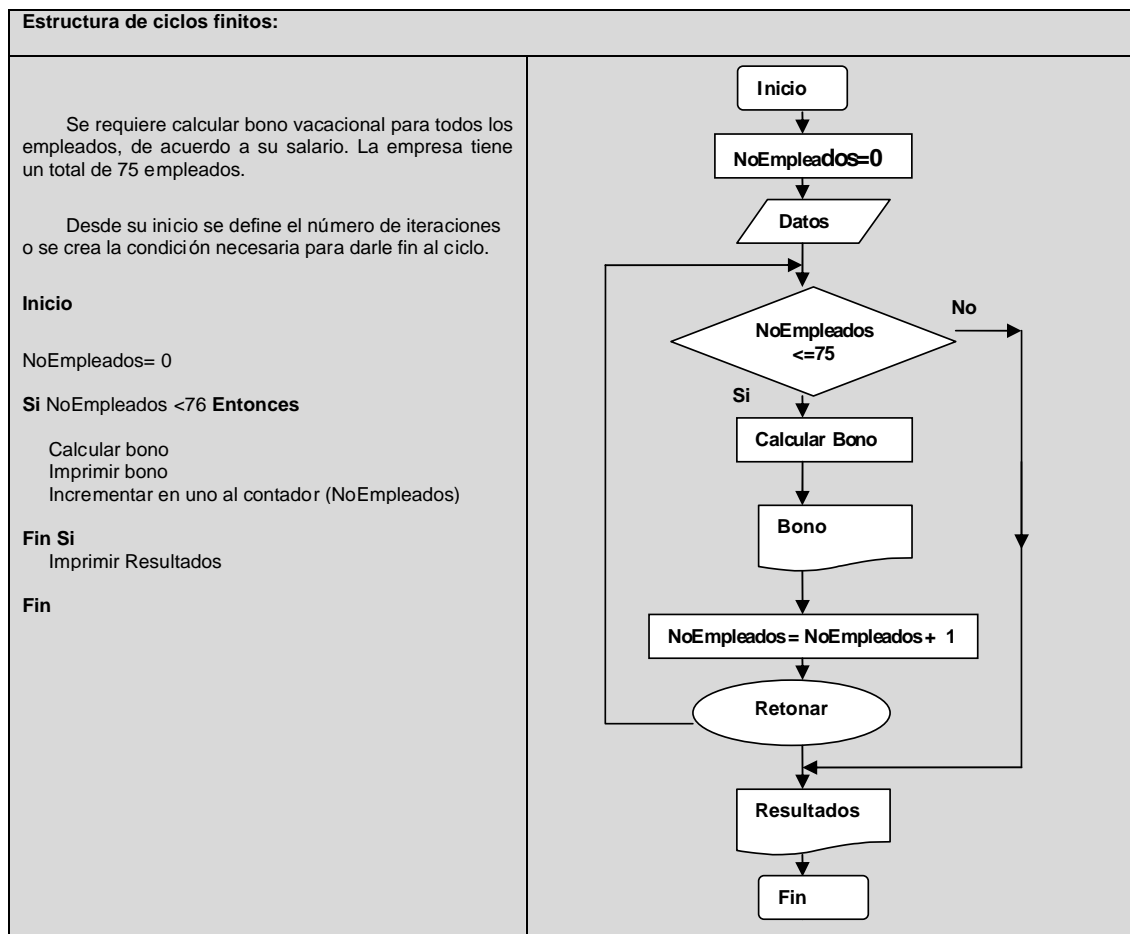 Estructura de ciclos finitos:
Se requiere calcular bono vacacional para todos los
empleados, de acuerdo a su salario. La empresa tiene
un total de 75 empleados.
Desde su inicio se define el número de iteraciones
o se crea la condición necesaria para darle fin al ciclo.
Inicio
NoEmpleados= 0
Si NoEmpleados <76 Entonces
Calcular bono
Imprimir bono
Incrementar en uno al contador (NoEmpleados)
Fin Si
Imprimir Resultados
Fin
Inicio
NoEmpleados=0
Datos
NoEmpleados
<=75
No
Si
Calcular Bono
Bono
NoEmpleados= NoEmpleados+ 1
Retonar
Resultados
Fin